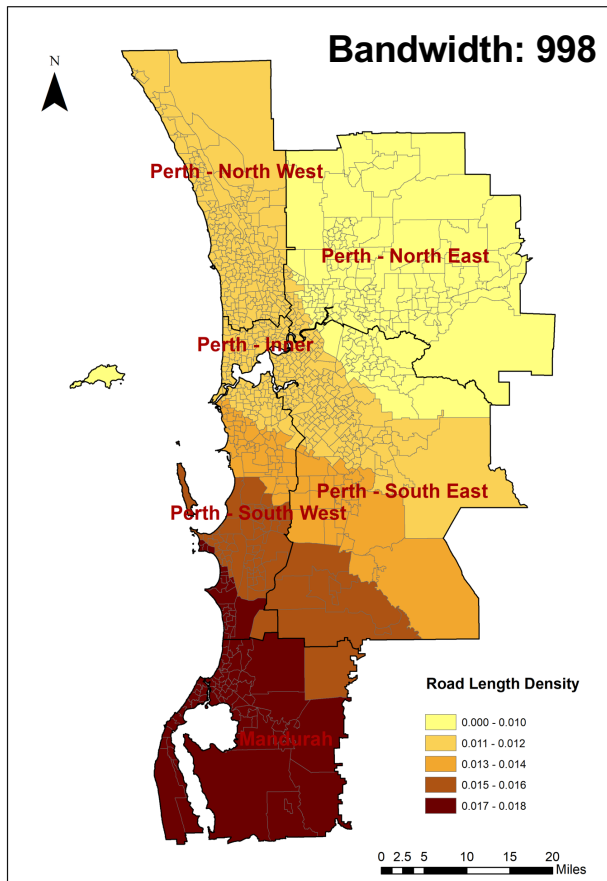 Bandwidth: 998
N
Perth - North West
Perth - North East
Perth - Inner
Perth - South East
Perth - South West
Mandurah
Road Length Density
0.000 - 0.010
0.011 - 0.012
0.013 - 0.014
0.015 - 0.016
0.017 - 0.018
0 2.5 5 10 15 20
Miles